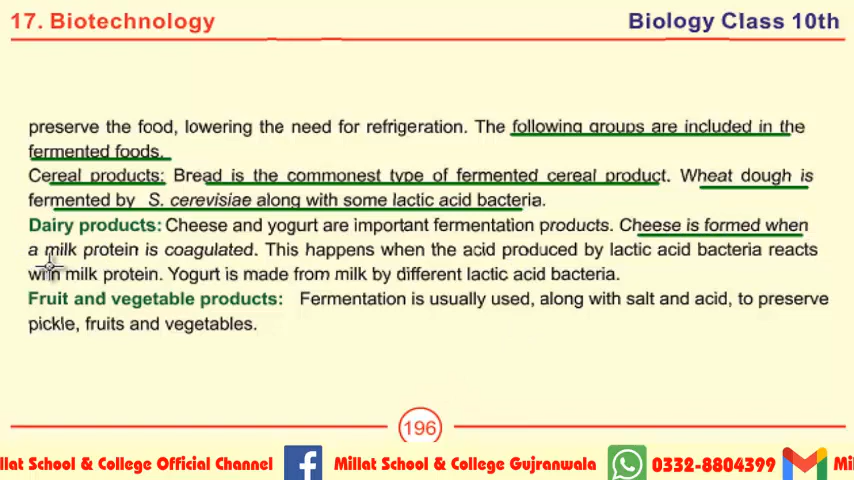 17. Biotechnology Biology Class 10th
preserve the food, lowering the need for refrigeration. The following groups are included in the
fermented foods.
Cereal products: Bread is the commonest type of fermented cereal product. Wheat dough is
fermented by S. cerevisiae along with some lactic acid bacteria.
Dairy products: Cheese and yogurt are important fermentation products. Cheese is formed when
a milk protein is coagulated. This happens when the acid produced by lactic acid bacteria reacts
with milk protein. Yogurt is made from milk by different lactic acid bacteria.
Fruit and vegetable products: Fermentation is usually used, along with salt and acid, to preserve
pickle, fruits and vegetables.
196
llat School & College Official Channel Millat School & College Gujranwala 0332-8804399 Mi